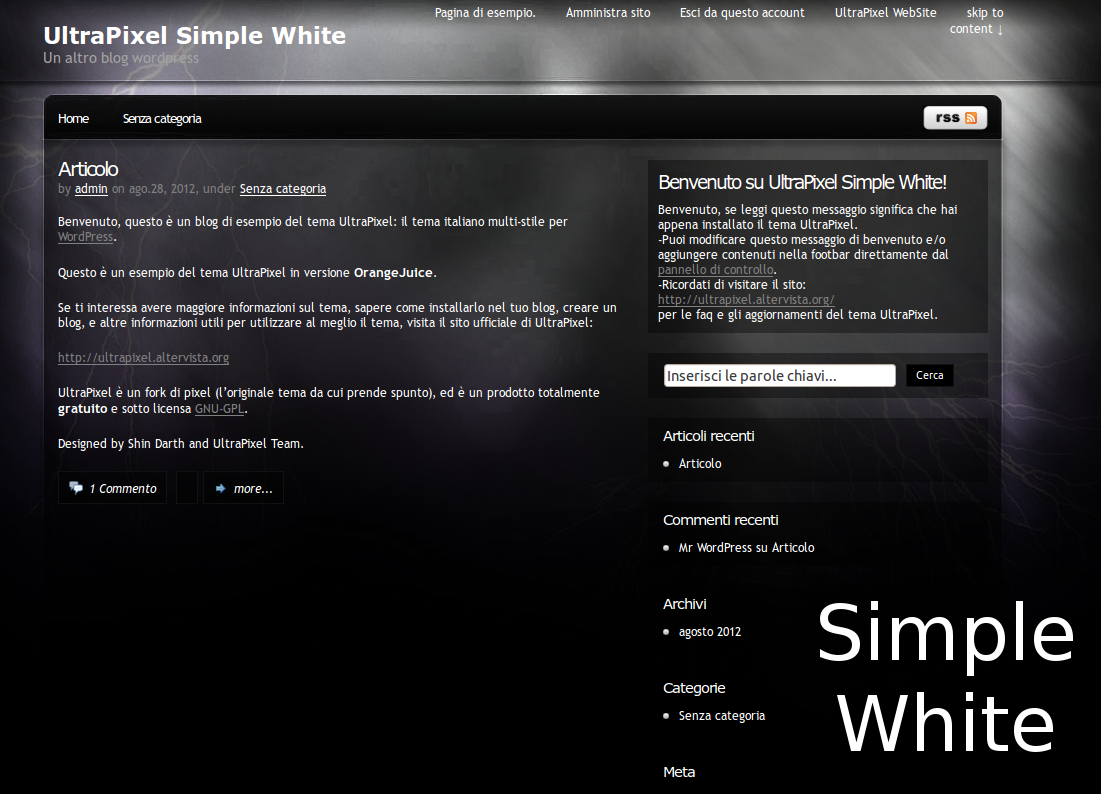 Pagina di esempio. Amministra sito Esci da questo account UltraPixel WebSite skip to
content ↓
UltraPixel Simple White
Un altro blog wordpress
Home Senza categoria rss
Articolo
by admin on ago.28, 2012, under Senza categoria
Benvenuto, questo è un blog di esempio del tema UltraPixel: il tema italiano multi-stile per
WordPress.
Questo è un esempio del tema UltraPixel in versione OrangeJuice.
Se ti interessa avere maggiore informazioni sul tema, sapere come installarlo nel tuo blog, creare un
blog, e altre informazioni utili per utilizzare al meglio il tema, visita il sito ufficiale di UltraPixel:
http://ultrapixel.altervista.org
UltraPixel è un fork di pixel (l’originale tema da cui prende spunto), ed è un prodotto totalmente
gratuito e sotto licensa GNU-GPL.
Designed by Shin Darth and UltraPixel Team.
1 Commento more...
Benvenuto su UltraPixel Simple White!
Benvenuto, se leggi questo messaggio significa che hai
appena installato il tema UltraPixel.
-Puoi modificare questo messaggio di benvenuto e/o
aggiungere contenuti nella footbar direttamente dal
pannello di controllo.
-Ricordati di visitare il sito:
http://ultrapixel.altervista.org/
per le faq e gli aggiornamenti del tema UltraPixel.
Inserisci le parole chiavi... Cerca
Articoli recenti
Articolo
Commenti recenti
Mr WordPress su Articolo
Archivi
agosto 2012
Categorie
Senza categoria
Meta
Simple
White